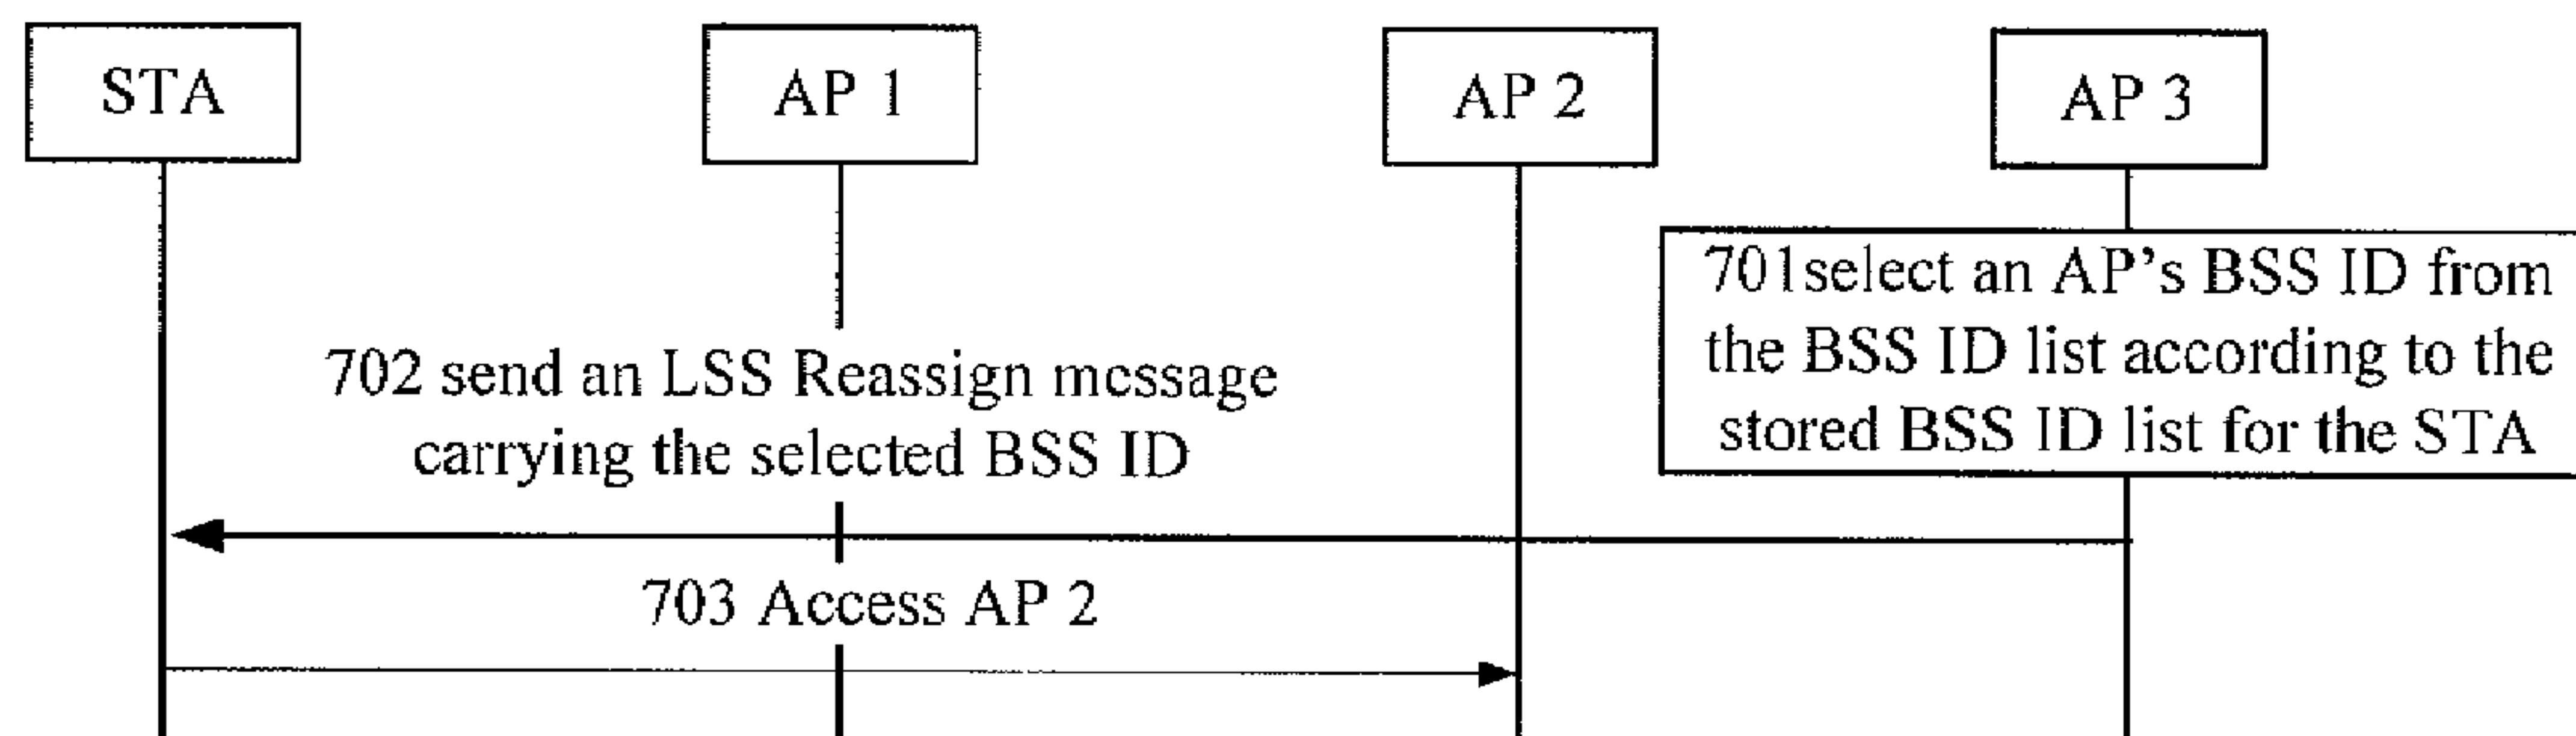 STA
AP 1
AP 2
AP 3
701select an AP's BSS ID from
the BSS ID list according to the
stored BSS ID list for the STA
702 send an LSS Reassign message
carrying the selected BSS ID
703 Access AP 2